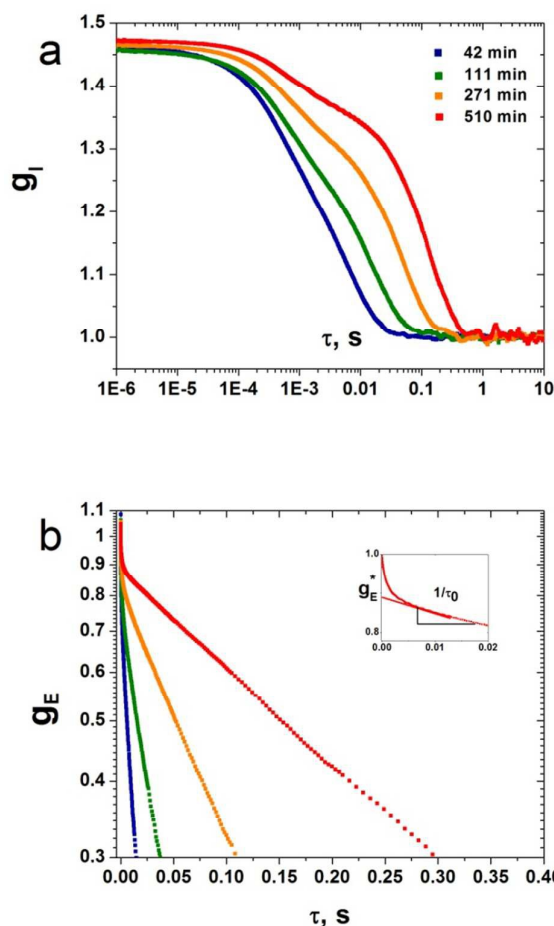 a
1.5
1.4
1.3
1.2
1.1
1.0
g_I
42 min
111 min
271 min
510 min
τ, s
1E-6 1E-5 1E-4 1E-3 0.01 0.1 1 10
b
1.1
1
0.9
0.8
0.7
0.6
0.5
0.4
0.3
g_E
1.0
g_E^*
0.8
1/τ0
0.00 0.01 0.02
0.00 0.05 0.10 0.15 0.20 0.25 0.30 0.35 0.40
τ, s